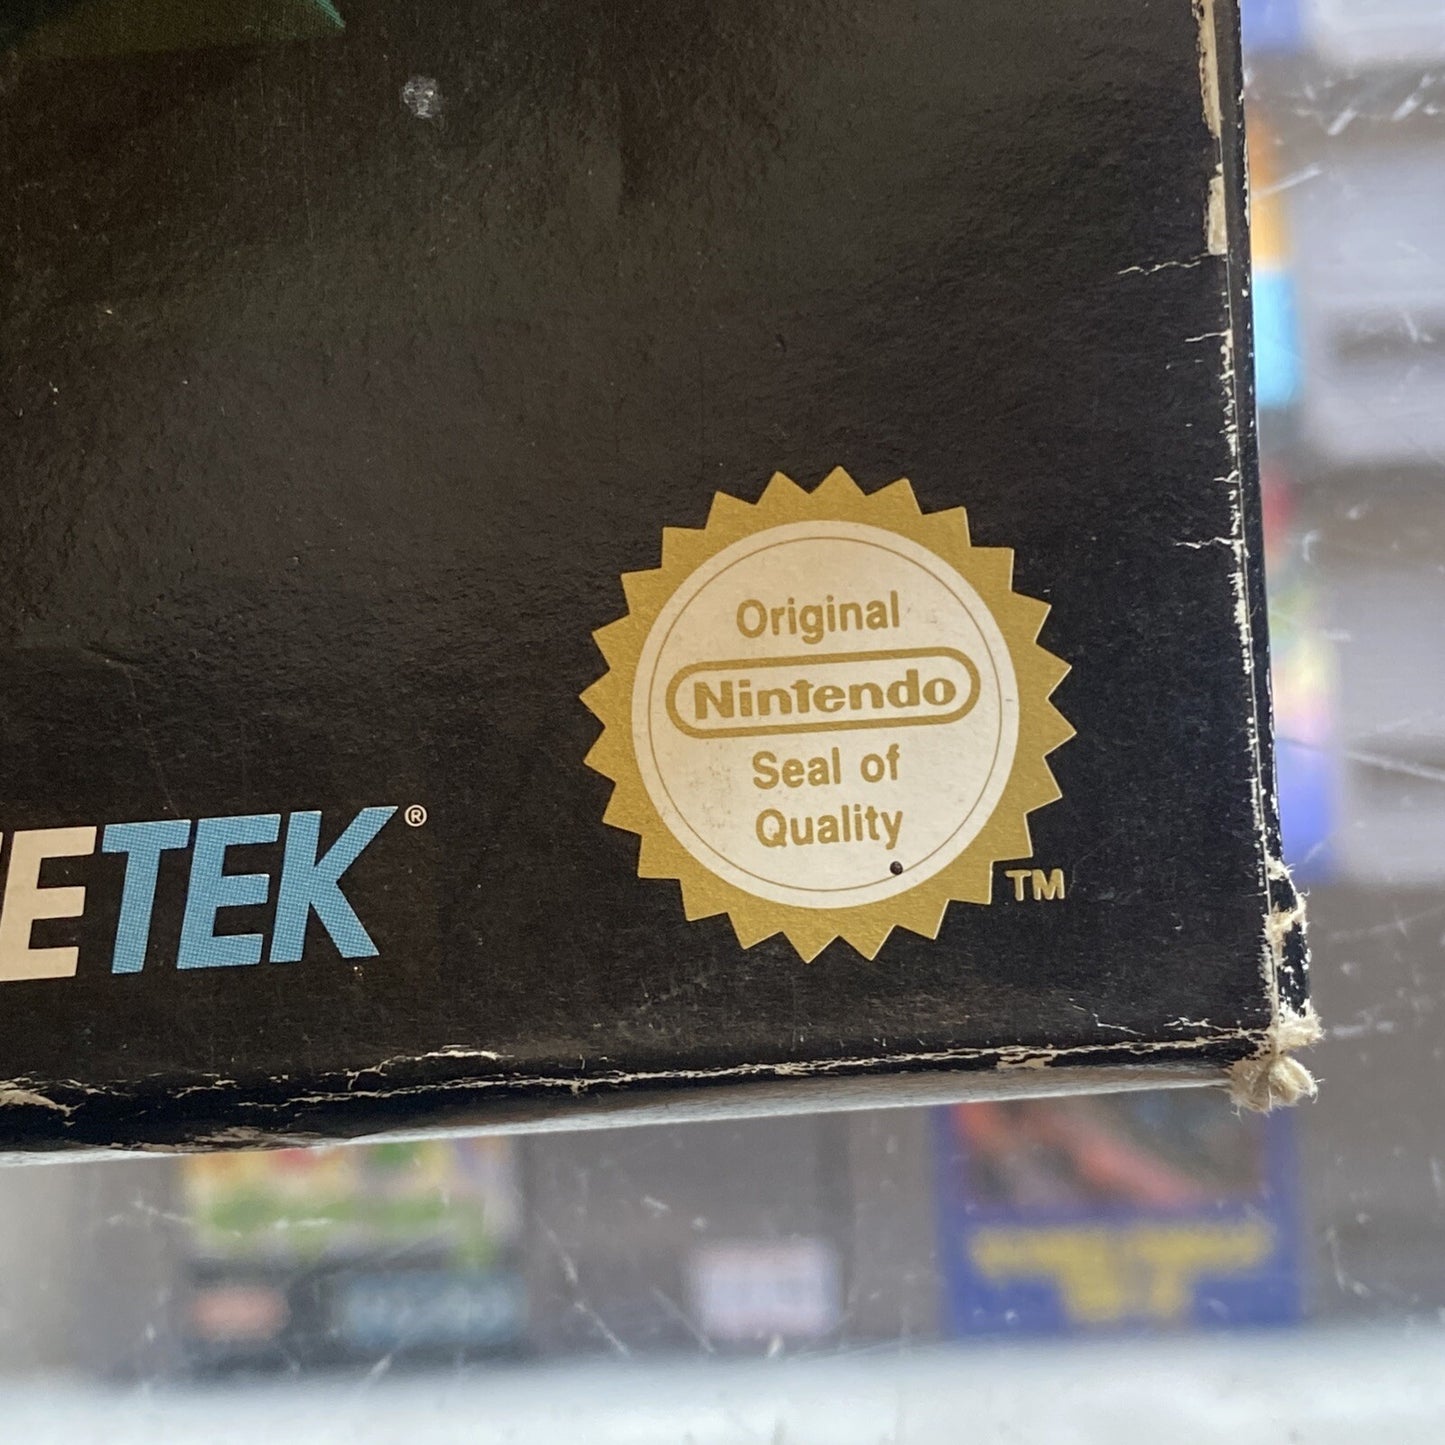 Original
Nintendo
Seal of
Quality
TM
ETEK®